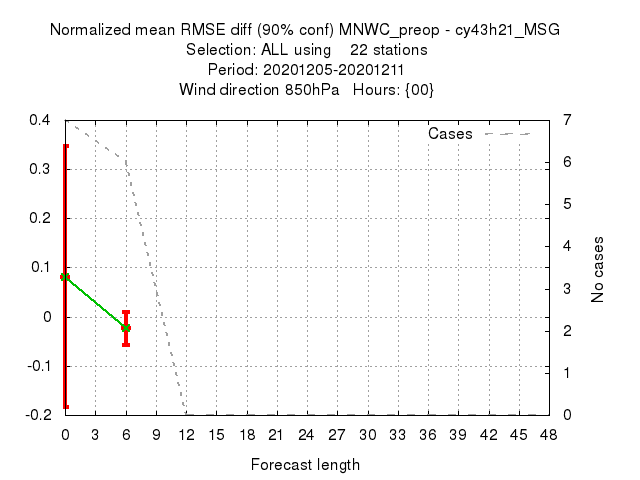 Normalized mean RMSE diff (90% conf) MNWC_preop - cy43h21_MSG
Selection: ALL using    22 stations
Period: 20201205-20201211
Wind direction 850hPa   Hours: {00}
Cases
0.4
0.3
0.2
0.1
0
-0.1
-0.2
7
6
5
4
3
2
1
0
No cases
0 3 6 9 12 15 18 21 24 27 30 33 36 39 42 45 48
Forecast length